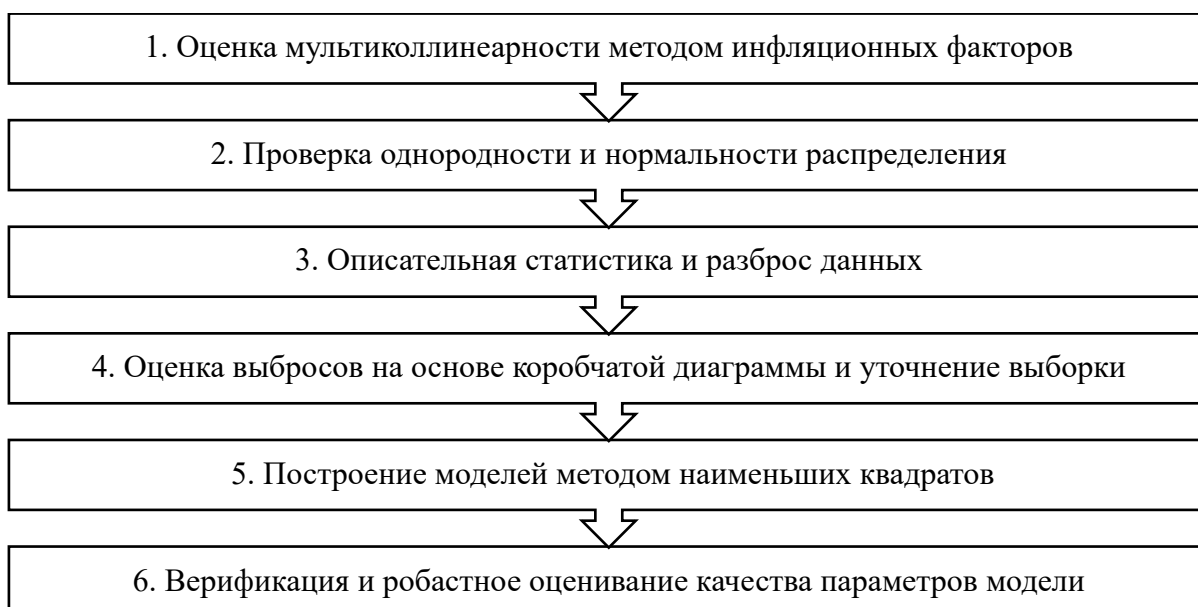 1. Оценка мультиколлинеарности методом инфляционных факторов
2. Проверка однородности и нормальности распределения
3. Описательная статистика и разброс данных
4. Оценка выбросов на основе коробчатой диаграммы и уточнение выборки
5. Построение моделей методом наименьших квадратов
6. Верификация и робастное оценивание качества параметров модели